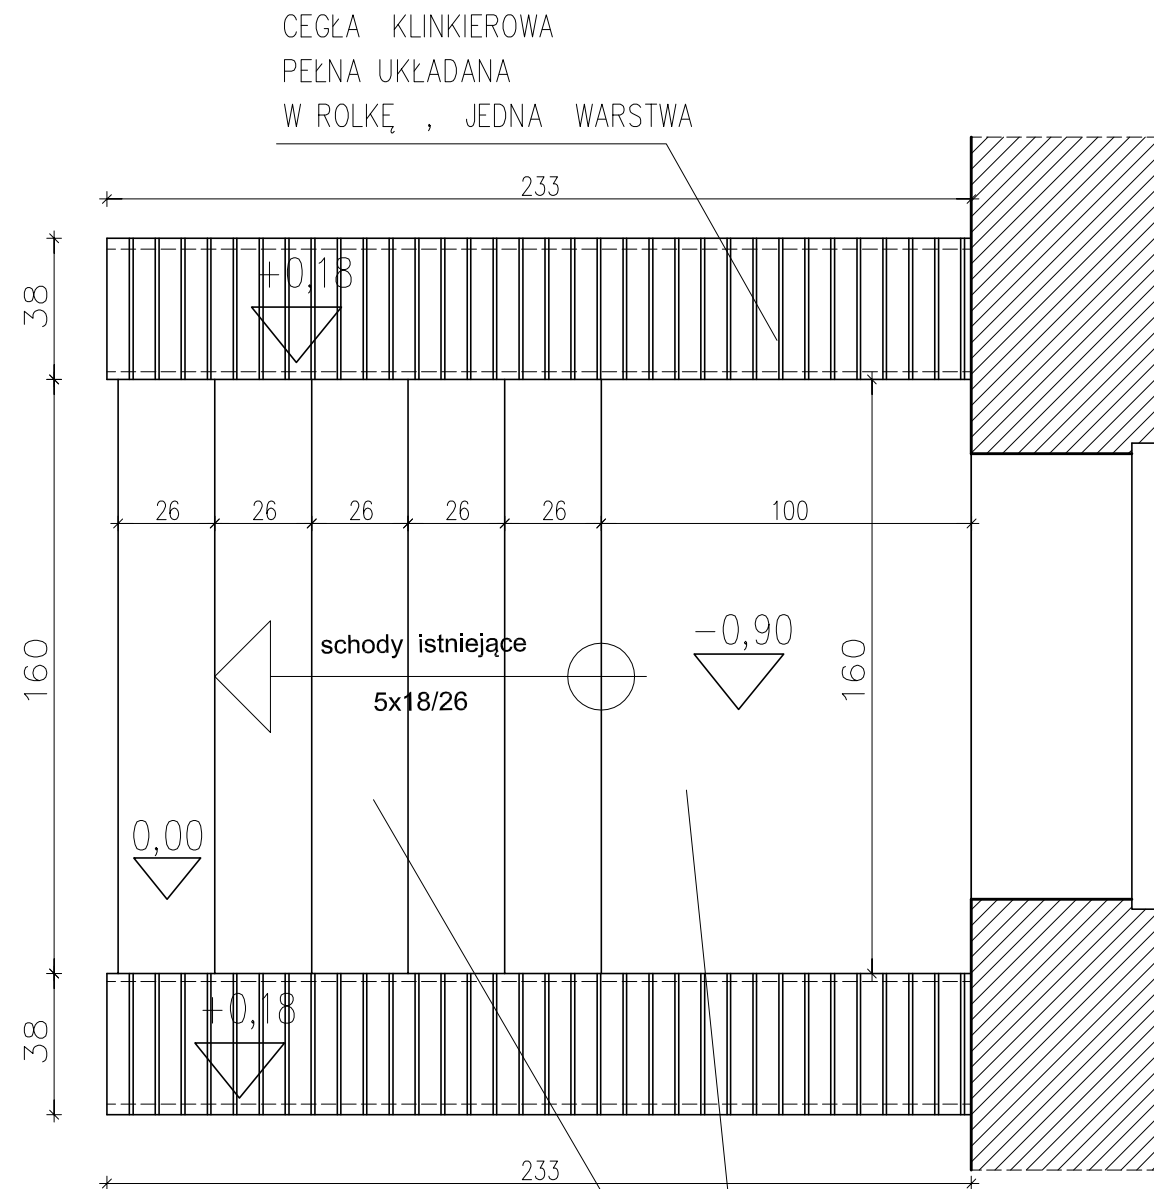 CEGŁA KLINKIEROWA
PEŁNA UKŁADANA
W ROLKĘ , JEDNA WARSTWA
233
+0,18
38
26 26 26 26 26 100
schody istniejące
5x18/26
-0,90
160
160
0,00
+0,18
38
233